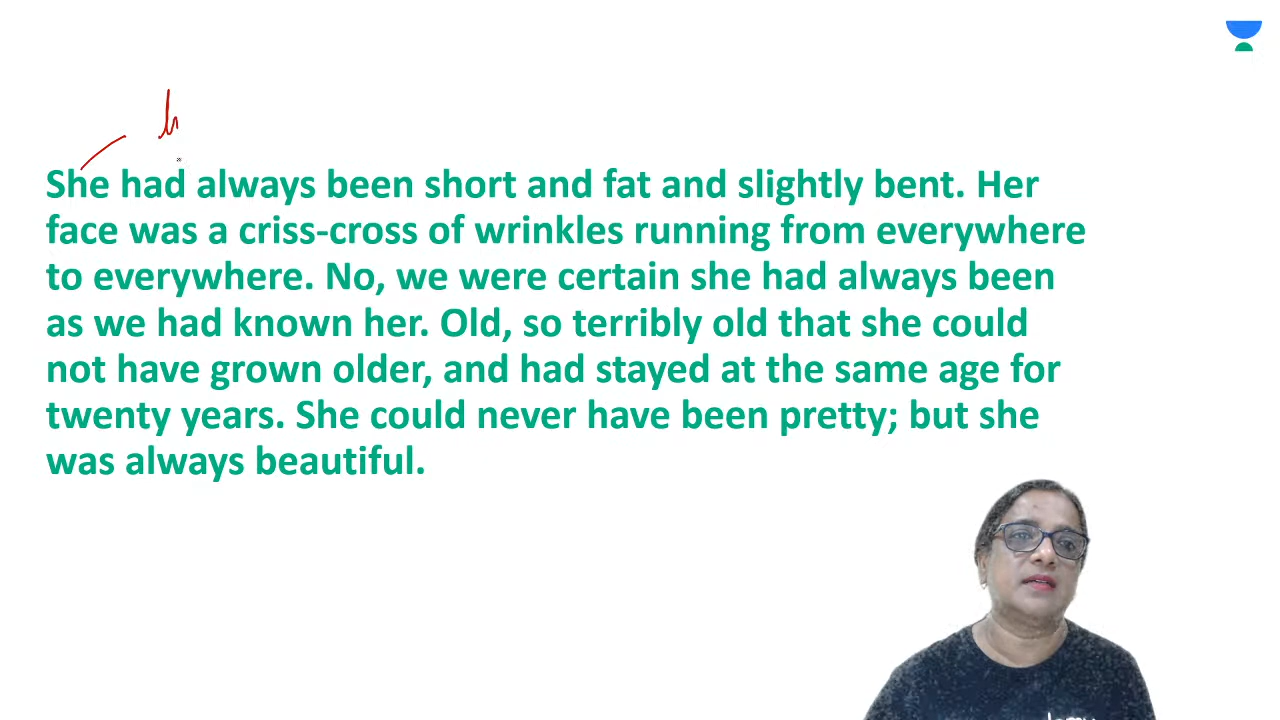 She had always been short and fat and slightly bent. Her
face was a criss-cross of wrinkles running from everywhere
to everywhere. No, we were certain she had always been
as we had known her. Old, so terribly old that she could
not have grown older, and had stayed at the same age for
twenty years. She could never have been pretty; but she
was always beautiful.